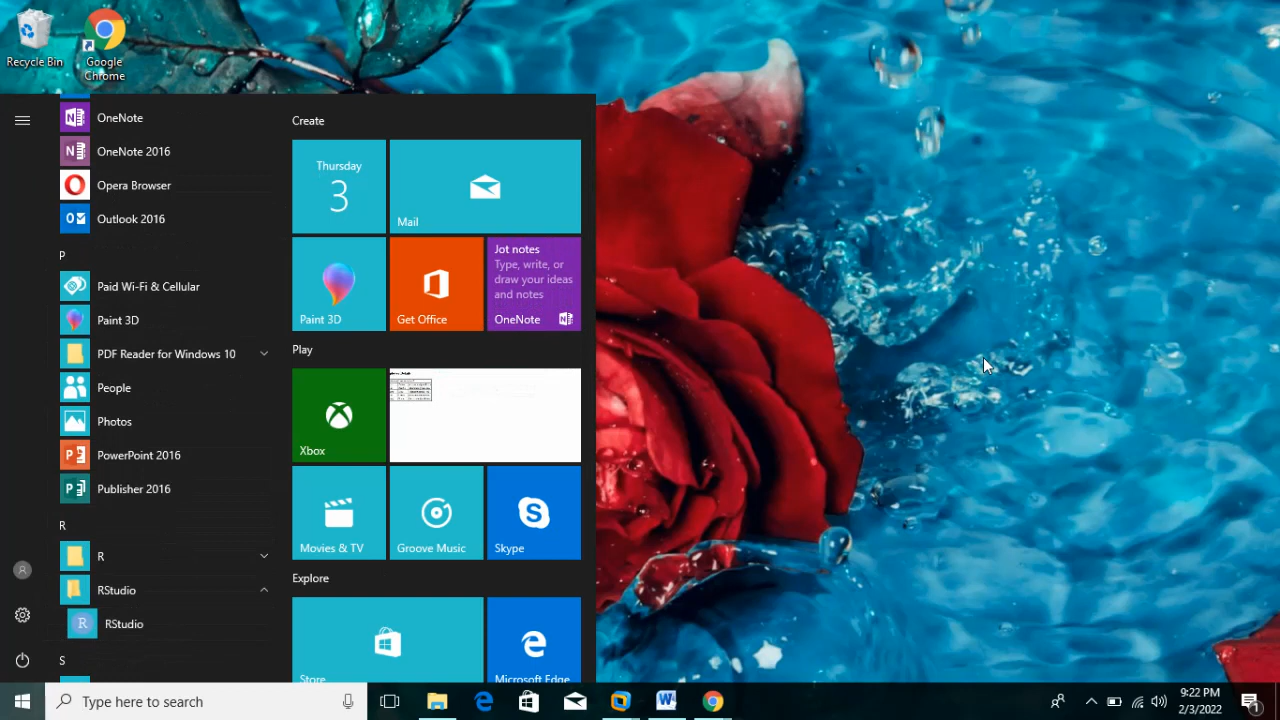 Recycle Bin
Google
Chrome
OneNote
OneNote 2016
Opera Browser
Outlook 2016
P
Paid Wi-Fi & Cellular
Paint 3D
PDF Reader for Windows 10
People
Photos
PowerPoint 2016
Publisher 2016
R
R
RStudio
RStudio
S
Create
Thursday
3
Mail
Paint 3D
Get Office
Jot notes
Type, write, or
draw your ideas
and notes
OneNote
Play
Xbox
Movies & TV
Groove Music
Skype
Explore
Store
Microsoft Edge
Type here to search
9:22 PM
2/3/2022
1